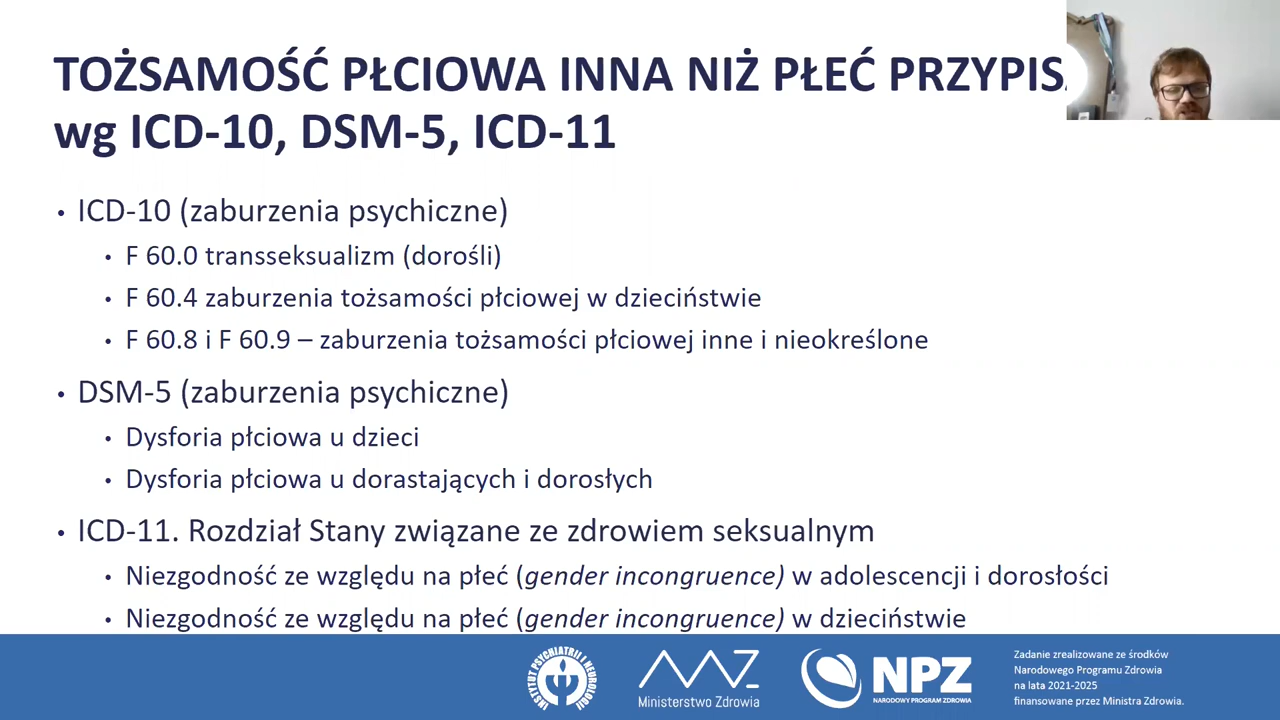 TOŻSAMOŚĆ PŁCIOWA INNA NIŻ PŁEĆ
wg ICD-10, DSM-5, ICD-11
• ICD-10 (zaburzenia psychiczne)
• F 60.0 transseksualizm (dorośli)
• F 60.4 zaburzenia tożsamości płciowej w dzieciństwie
• F 60.8 i F 60.9 – zaburzenia tożsamości płciowej inne i nieokreślone
• DSM-5 (zaburzenia psychiczne)
• Dysforia płciowa u dzieci
• Dysforia płciowa u dorastających i dorosłych
• ICD-11. Rozdział Stany związane ze zdrowiem seksualnym
• Niezgodność ze względu na płeć (gender incongruence) w adolescencji i dorosłości
• Niezgodność ze względu na płeć (gender incongruence) w dzieciństwie
INSTYTUT PSYCHIATRII I NEUROLOGII
Ministerstwo Zdrowia
NPZ
NARODOWY PROGRAM ZDROWIA
Zadanie zrealizowane ze środków
Narodowego Programu Zdrowia
na lata 2021-2025
finansowane przez Ministra Zdrowia.